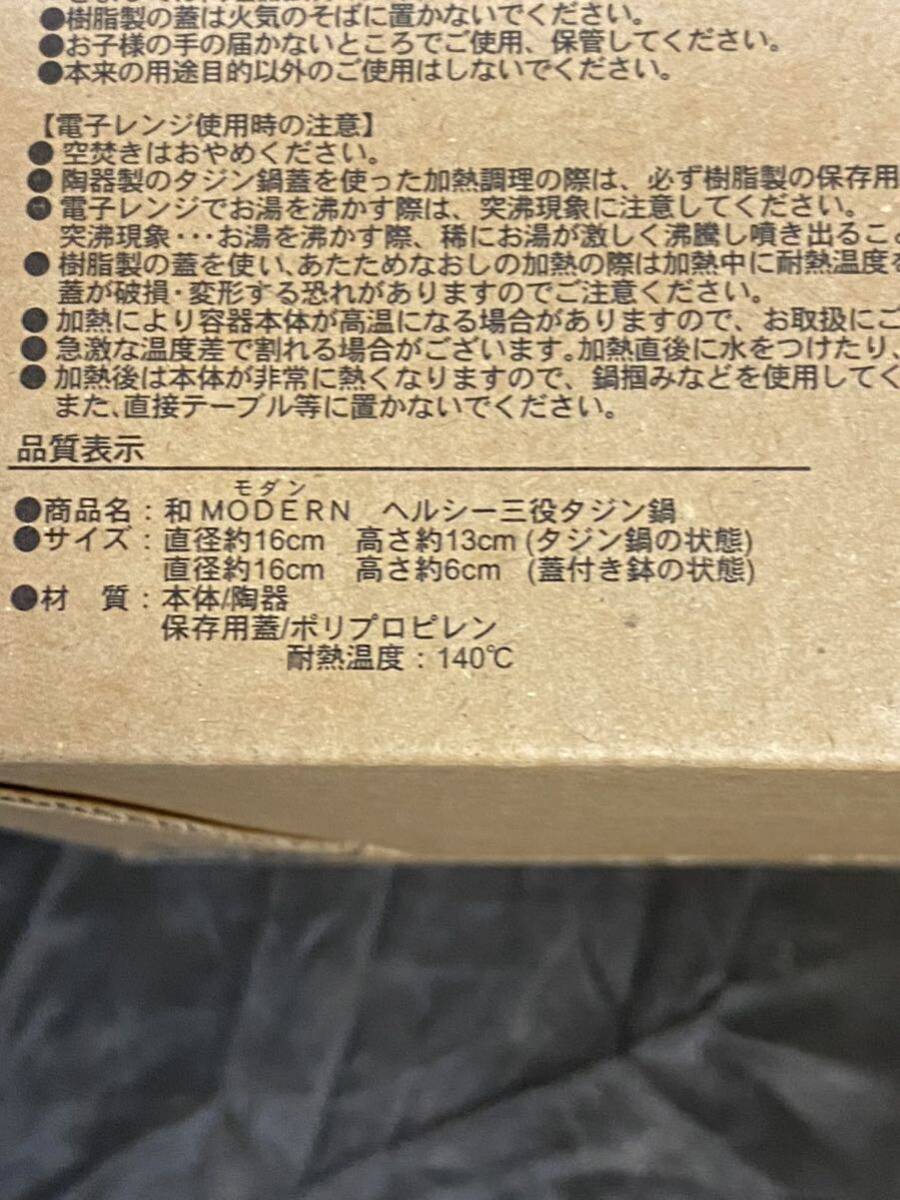 ●樹脂製の蓋は火気のそばに置かないでください。
●お子様の手の届かないところでご使用、保管してください。
●本来の用途目的以外のご使用はしないでください。
【電子レンジ使用時の注意】
●空焚きはおやめください。
●陶器製のタジン鍋蓋を使った加熱調理の際は、必ず樹脂製の保存用
●電子レンジでお湯を沸かす際は、突沸現象に注意してください。
突沸現象･･･お湯を沸かす際、稀にお湯が激しく沸騰し噴き出るこ
●樹脂製の蓋を使い、あたためなおしの加熱の際は加熱中に耐熱温度を
蓋が破損・変形する恐れがありますのでご注意ください。
●加熱により容器本体が高温になる場合がありますので、お取扱にご
●急激な温度差で割れる場合がございます。加熱直後に水をつけたり、
●加熱後は本体が非常に熱くなりますので、鍋掴みなどを使用してく
また、直接テーブル等に置かないでください。
品質表示
モダン
●商品名：和MODERN　ヘルシー三役タジン鍋
●サイズ：直径約16cm　高さ約13cm (タジン鍋の状態)
直径約16cm　高さ約6cm　(蓋付き鉢の状態)
●材　質：本体/陶器
保存用蓋/ポリプロピレン
耐熱温度：140℃